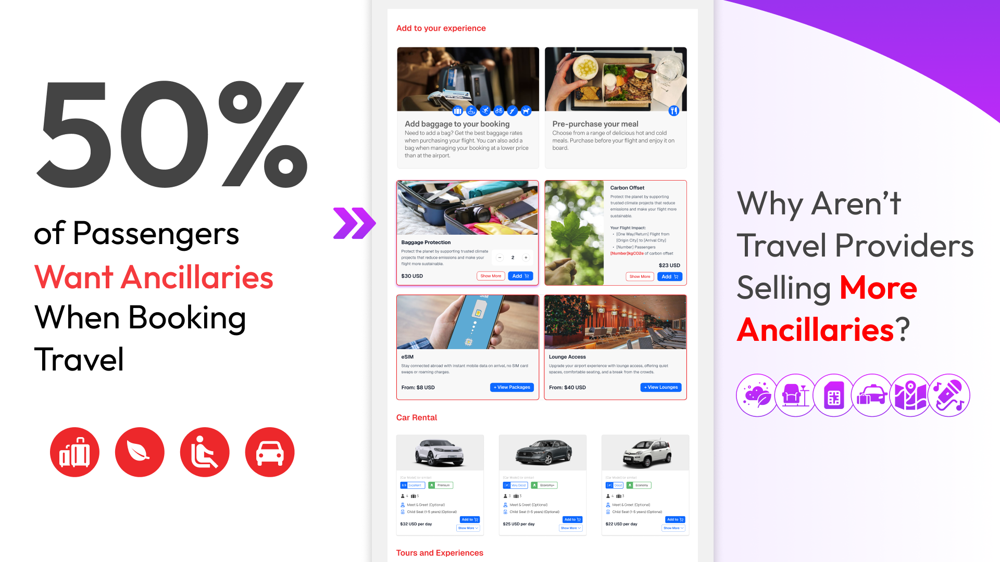 50%
of Passengers
Want Ancillaries
When Booking
Travel
Add to your experience
Add baggage to your booking
Need to add a bag? Get the best baggage rates
when purchasing your flight. You can also add a
bag when managing your booking at a lower price
than at the airport.
Pre-purchase your meal
Choose from a range of delicious hot and cold
meals. Purchase before your flight and enjoy it on
board.
Baggage Protection
Protect the planet by supporting trusted climate
projects that reduce emissions and make your
flight more sustainable.
− 2 +
$30 USD
Show More
Add
Carbon Offset
Protect the planet by supporting
trusted climate projects that reduce
emissions and make your flight more
sustainable.
Your Flight Impact:
• [One Way/Return] Flight from
[Origin City] to [Arrival City]
• [Number] Passengers
[Number]kgCO2e of carbon offset
$23 USD
Show More
Add
SIM
eSIM
Stay connected abroad with instant mobile data on arrival, no SIM card
swaps or roaming charges.
From: $8 USD
+ View Packages
Lounge Access
Upgrade your airport experience with lounge access, offering quiet
spaces, comfortable seating, and a break from the crowds.
From: $40 USD
+ View Lounges
Car Rental
[Car Model] (or similar)
8.9 Excellent
Premium
4 5
Meet & Greet (Optional)
Child Seat (1-5 years) (Optional)
$32 USD per day
Add to
Show More
[Car Model] (or similar)
[#] Very Good
Economy+
3 3
Meet & Greet (Optional)
Child Seat (1-5 years) (Optional)
$25 USD per day
Add to
Show More
[Car Model] (or similar)
[#] Good
Economy
4 3
Meet & Greet (Optional)
Child Seat (1-5 years) (Optional)
$22 USD per day
Add to
Show More
Tours and Experiences
Why Aren’t
Travel Providers
Selling More
Ancillaries?